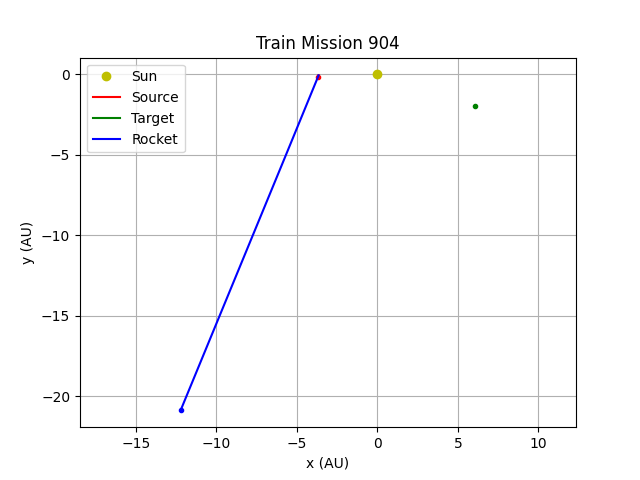 Train Mission 904
Sun
Source
Target
Rocket
0
−5
−10
−15
−20
y (AU)
−15
−10
−5
0
5
10
x (AU)